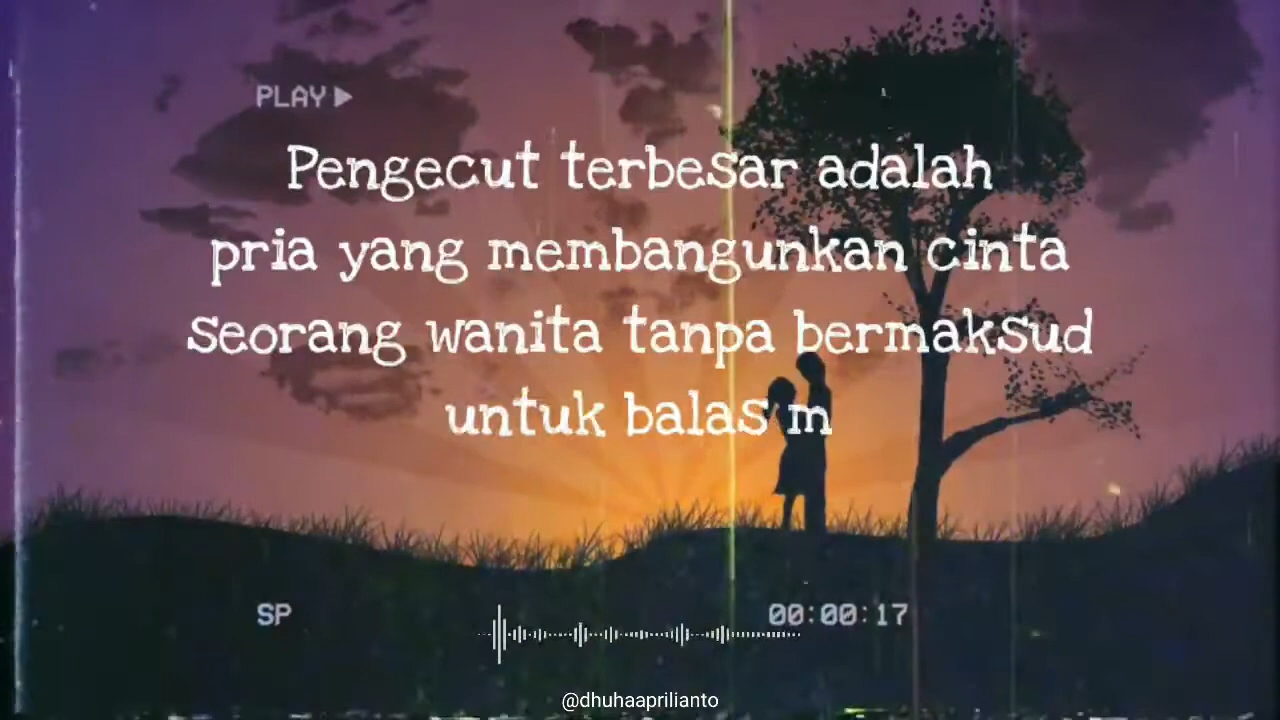 PLAY
Pengecut terbesar adalah
pria yang membangunkan cinta
seorang wanita tanpa bermaksud
untuk balas m
SP
00:00:17
@dhuhaaprilianto